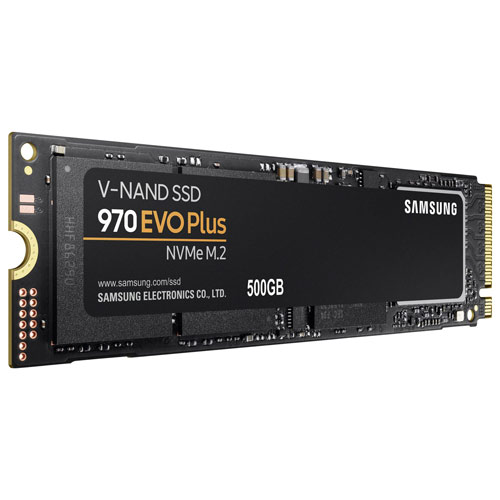 V-NAND SSD
970 EVO Plus
NVMe M.2
www.samsung.com/ssd
SAMSUNG ELECTRONICS CO., LTD.
500GB
SAMSUNG